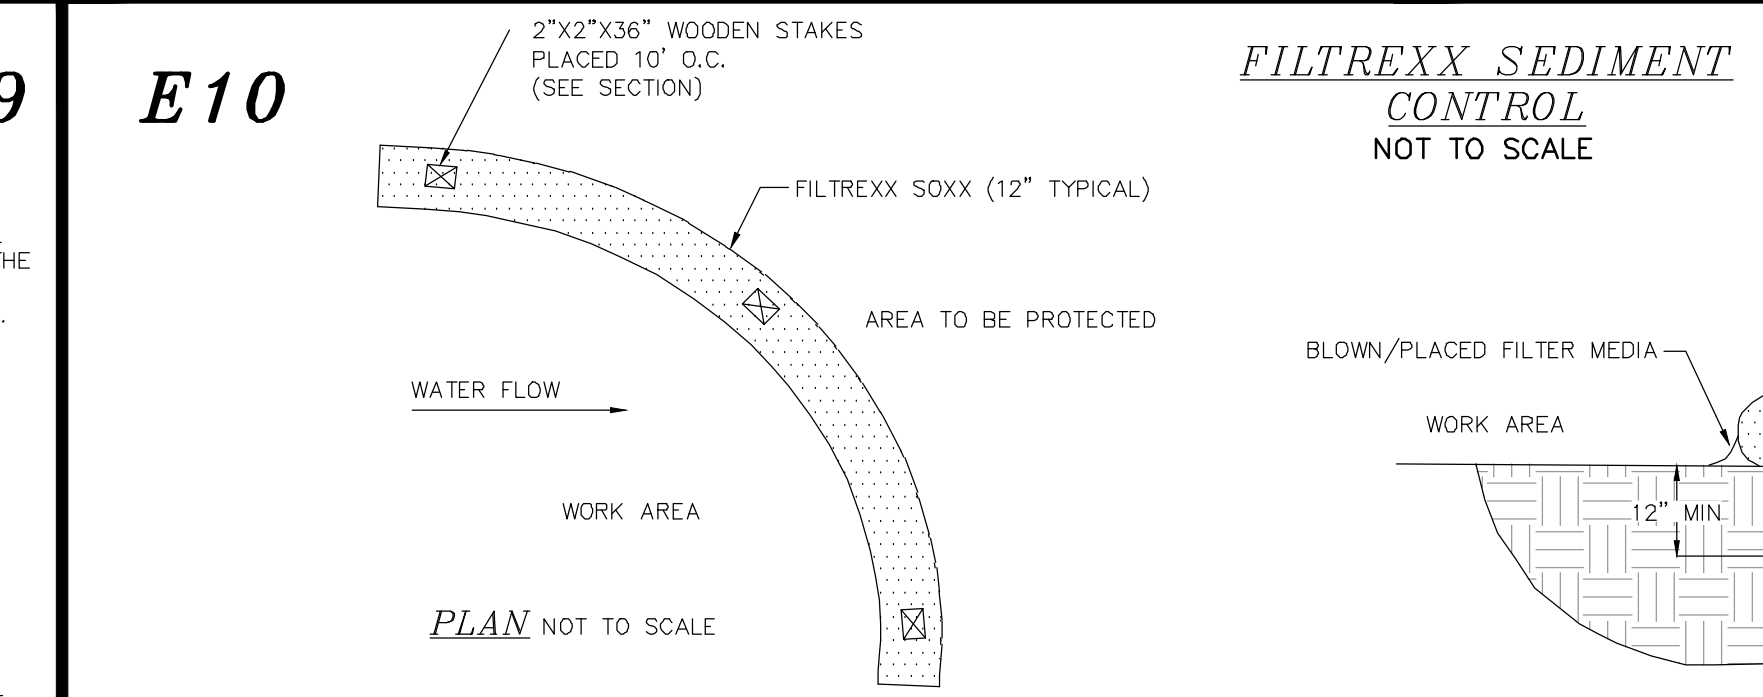 9
THE
E10
2"X2"X36" WOODEN STAKES
PLACED 10' O.C.
(SEE SECTION)
FILTREXX SOXX (12" TYPICAL)
AREA TO BE PROTECTED
WATER FLOW
WORK AREA
PLAN NOT TO SCALE
FILTREXX SEDIMENT
CONTROL
NOT TO SCALE
BLOWN/PLACED FILTER MEDIA
WORK AREA
12" MIN